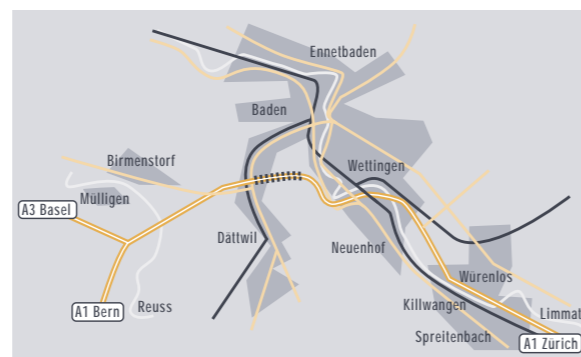 Ennetbaden
Baden
Birmenstorf
Wettingen
Mülligen
A3 Basel
Dättwil
Neuenhof
Würenlos
A1 Bern
Reuss
Killwangen
Limmat
Spreitenbach
A1 Zürich